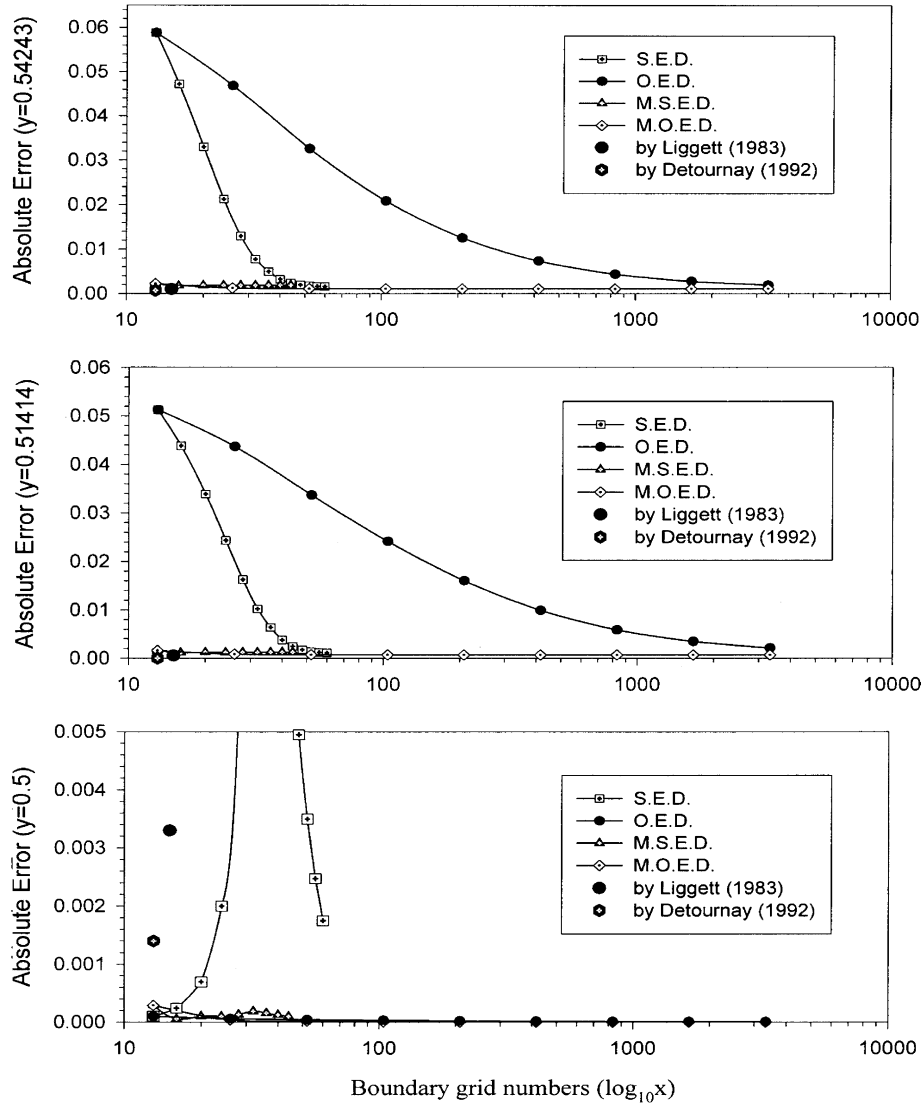 0.06
0.05
0.04
0.03
0.02
0.01
0.00
Absolute Error (y=0.54243)
10
100
1000
10000
S.E.D.
O.E.D.
M.S.E.D.
M.O.E.D.
by Liggett (1983)
by Detournay (1992)
0.06
0.05
0.04
0.03
0.02
0.01
0.00
Absolute Error (y=0.51414)
10
100
1000
10000
S.E.D.
O.E.D.
M.S.E.D.
M.O.E.D.
by Liggett (1983)
by Detournay (1992)
0.005
0.004
0.003
0.002
0.001
0.000
Absolute Error (y=0.5)
10
100
1000
10000
S.E.D.
O.E.D.
M.S.E.D.
M.O.E.D.
by Liggett (1983)
by Detournay (1992)
Boundary grid numbers (log₁₀x)